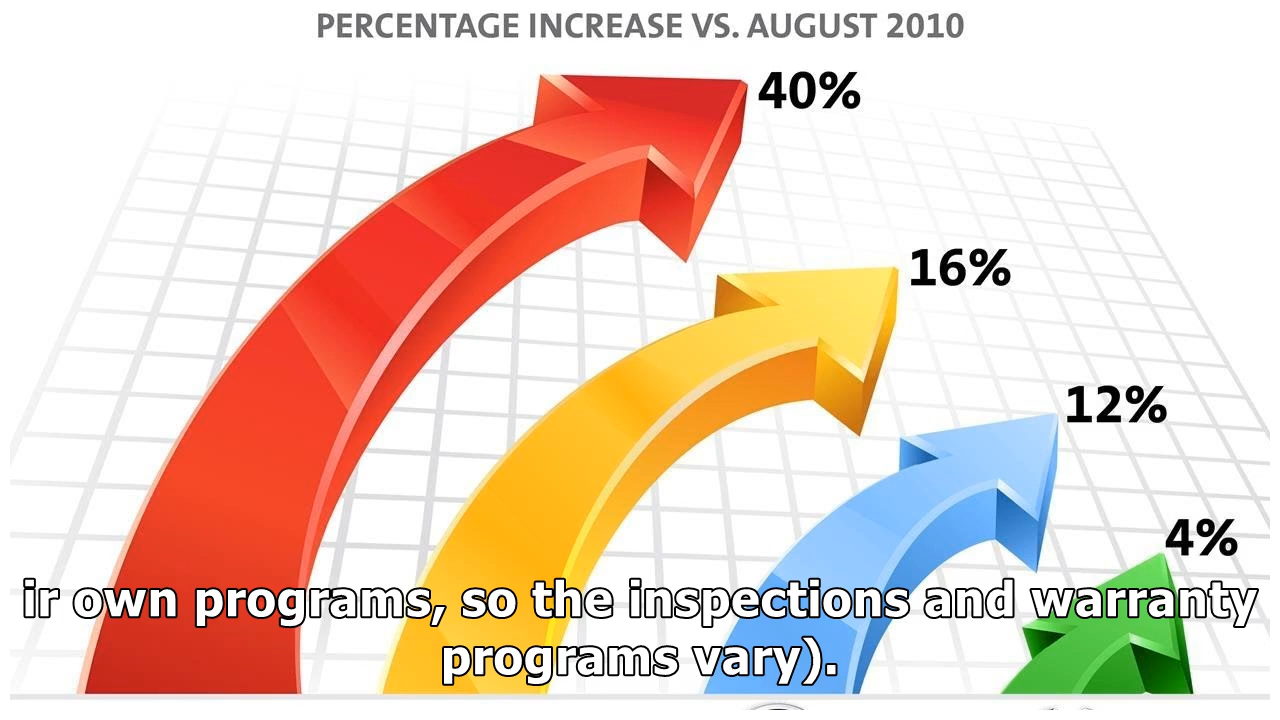 PERCENTAGE INCREASE VS. AUGUST 2010
40%
16%
12%
4%
ir own programs, so the inspections and warranty
programs vary).